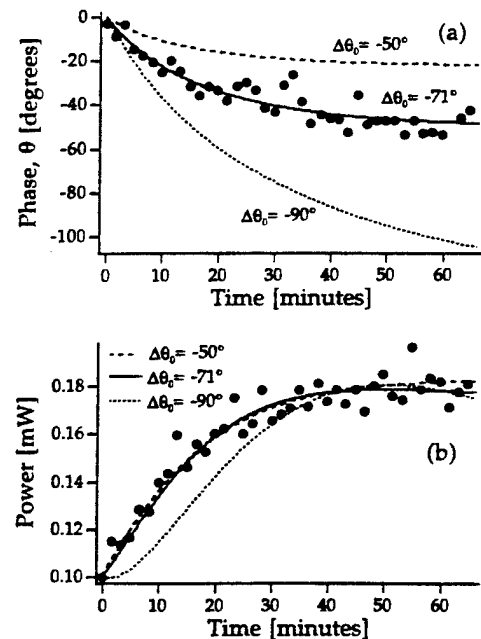 0
-20
-40
-60
-80
-100
Phase, θ [degrees]
(a)
Δθ₀= -50°
Δθ₀= -71°
Δθ₀= -90°
0 10 20 30 40 50 60
Time [minutes]
Δθ₀= -50°
Δθ₀= -71°
Δθ₀= -90°
0.18
0.16
0.14
0.12
0.10
Power [mW]
(b)
0 10 20 30 40 50 60
Time [minutes]